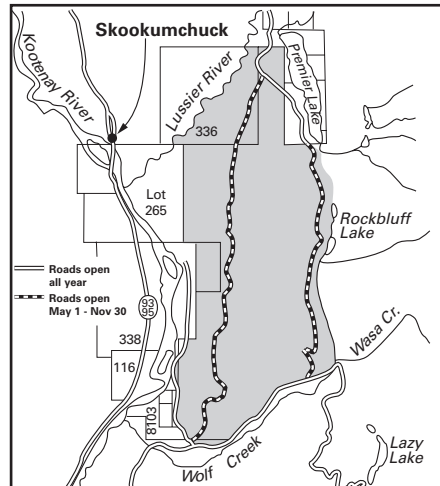 Skookumchuck
Kootenay River
Lussier River
Premier Lake
336
Lot
265
Rockbluff
Lake
Roads open
all year
Roads open
May 1 - Nov 30
93
95
338
116
8103
Wasa Cr.
Wolf Creek
Lazy
Lake